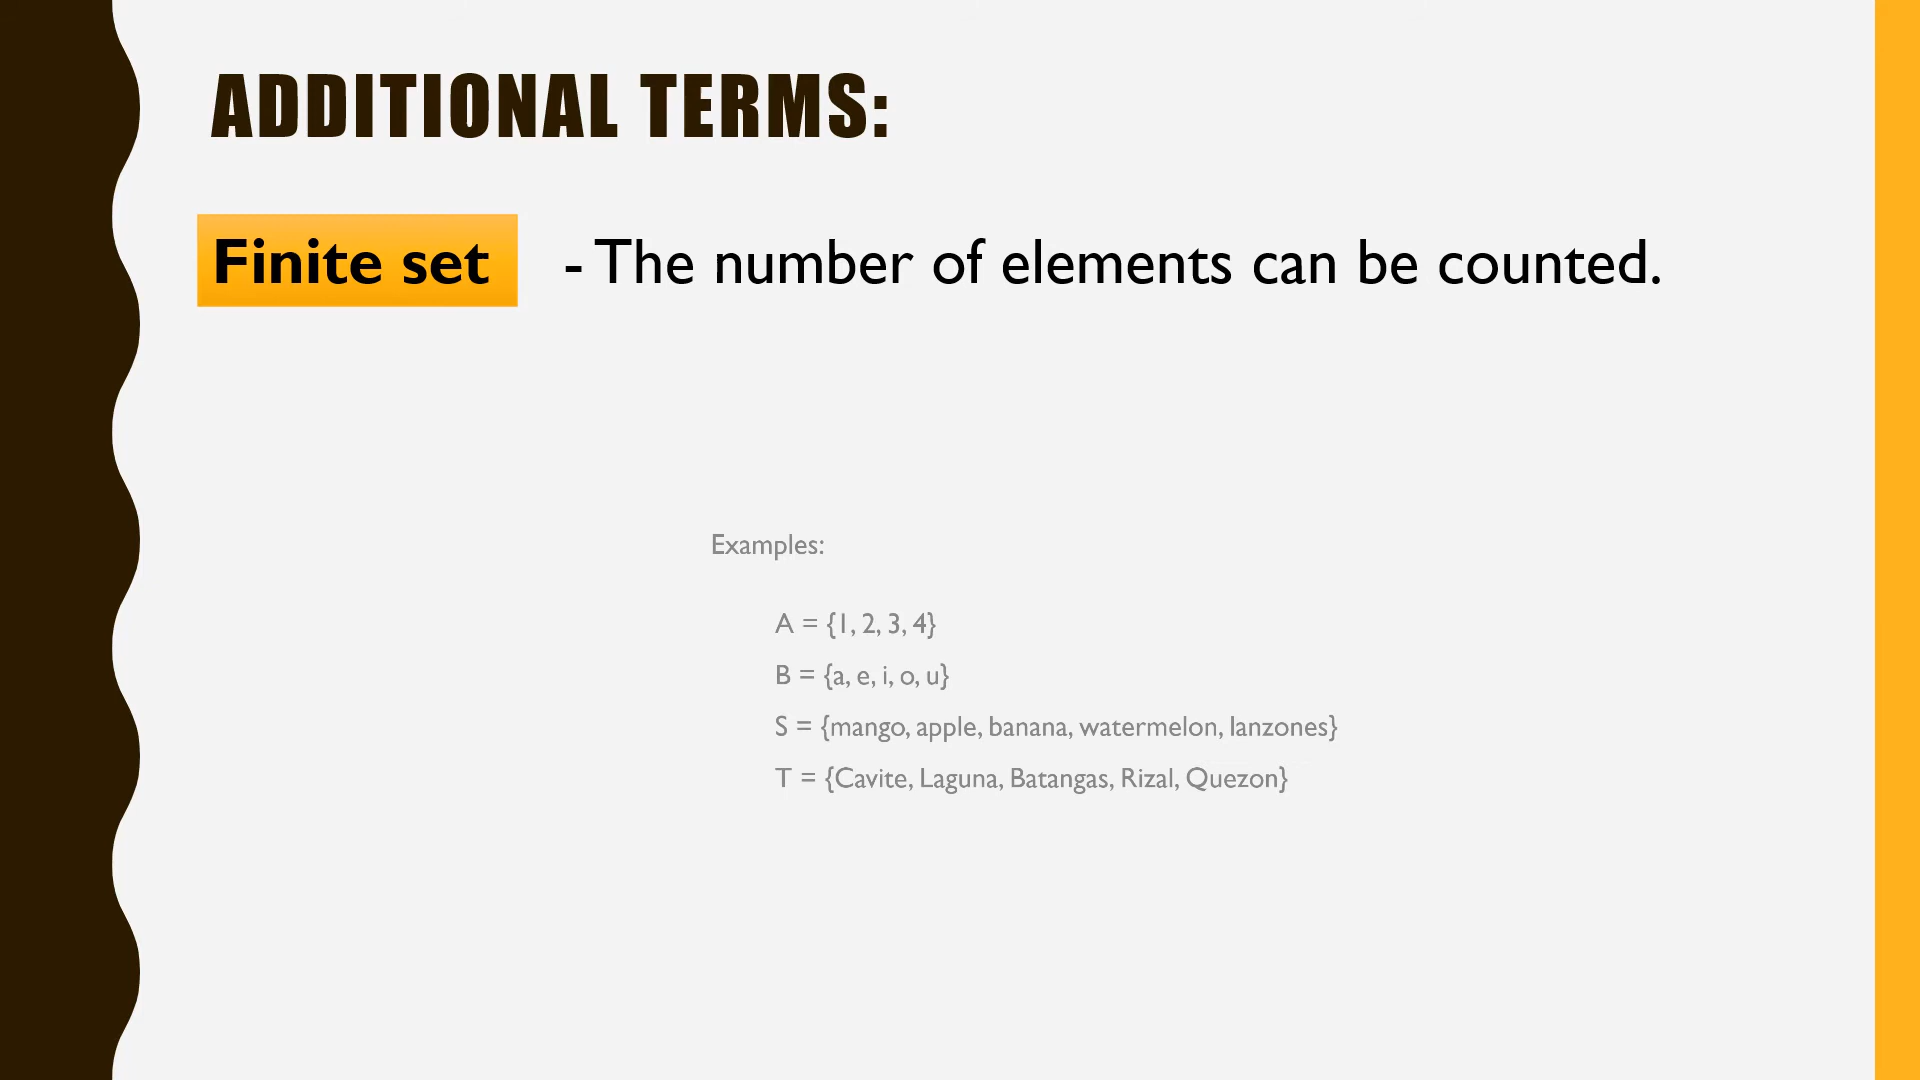 ADDITIONAL TERMS:
Finite set - The number of elements can be counted.
Examples:
A = {1, 2, 3, 4}
B = {a, e, i, o, u}
S = {mango, apple, banana, watermelon, lanzones}
T = {Cavite, Laguna, Batangas, Rizal, Quezon}